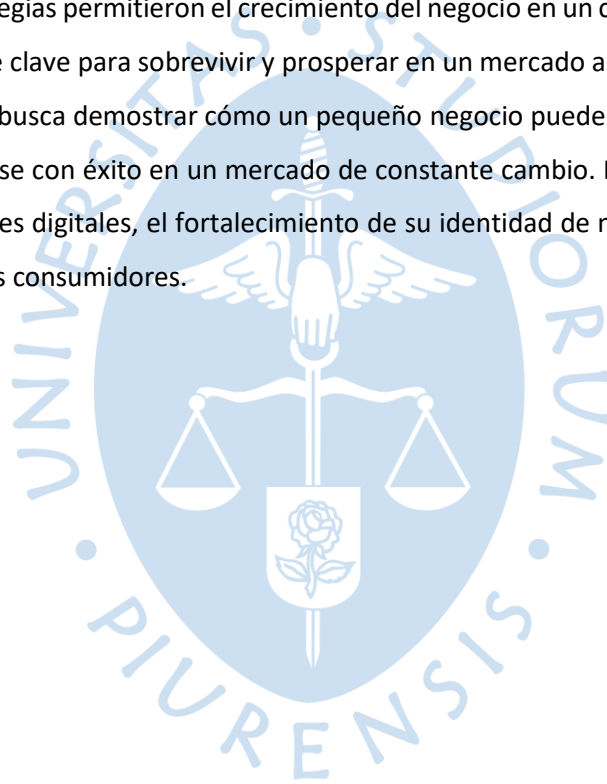 egias permitieron el crecimiento del negocio en un
clave para sobrevivir y prosperar en un mercado a
busca demostrar cómo un pequeño negocio puede
se con éxito en un mercado de constante cambio.
es digitales, el fortalecimiento de su identidad de
s consumidores.
UNIVERSITAS • STUDIORUM • PIURENSIS •